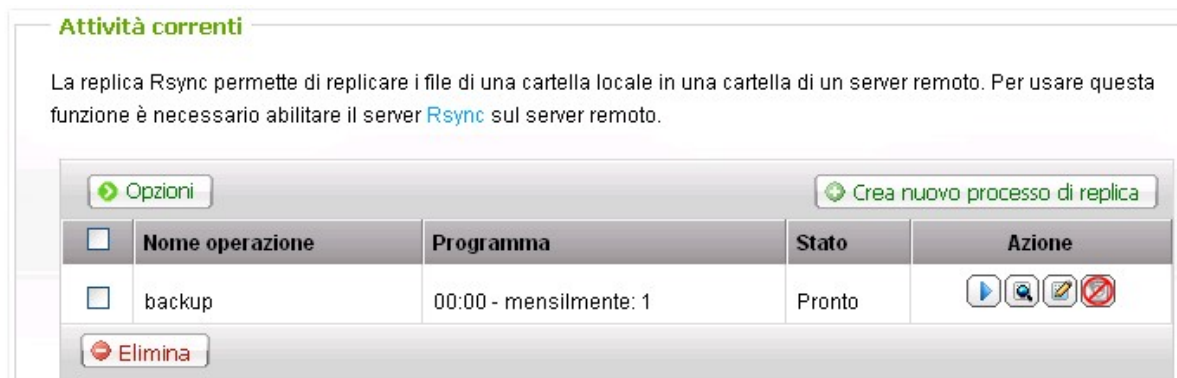 Attività correnti
La replica Rsync permette di replicare i file di una cartella locale in una cartella di un server remoto. Per usare questa
funzione è necessario abilitare il server Rsync sul server remoto.
Opzioni Crea nuovo processo di replica
Nome operazione Programma Stato Azione
backup 00:00 - mensilmente: 1 Pronto
Elimina